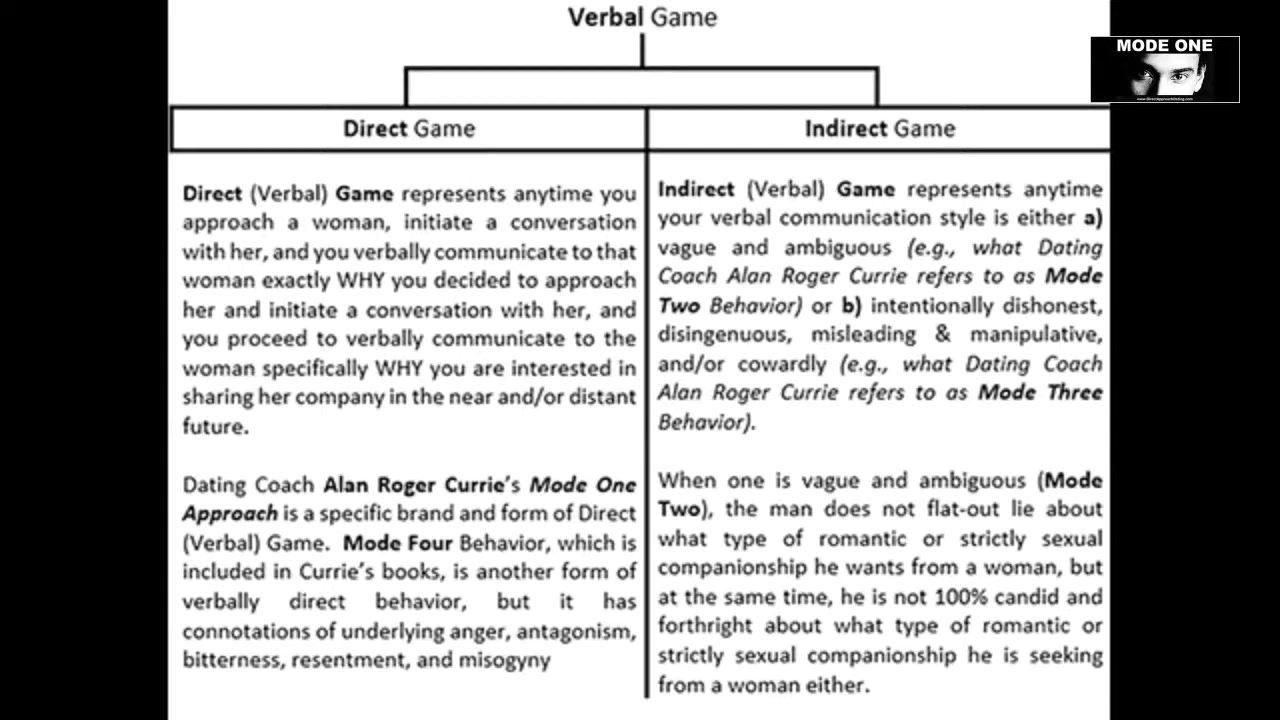 Verbal Game
MODE ONE
www.DirectApproachDating.com
Direct Game
Indirect Game
Direct (Verbal) Game represents anytime you
approach a woman, initiate a conversation
with her, and you verbally communicate to that
woman exactly WHY you decided to approach
her and initiate a conversation with her, and
you proceed to verbally communicate to the
woman specifically WHY you are interested in
sharing her company in the near and/or distant
future.
Dating Coach Alan Roger Currie's Mode One
Approach is a specific brand and form of Direct
(Verbal) Game. Mode Four Behavior, which is
included in Currie's books, is another form of
verbally direct behavior, but it has
connotations of underlying anger, antagonism,
bitterness, resentment, and misogyny
Indirect (Verbal) Game represents anytime
your verbal communication style is either a)
vague and ambiguous (e.g., what Dating
Coach Alan Roger Currie refers to as Mode
Two Behavior) or b) intentionally dishonest,
disingenuous, misleading & manipulative,
and/or cowardly (e.g., what Dating Coach
Alan Roger Currie refers to as Mode Three
Behavior).
When one is vague and ambiguous (Mode
Two), the man does not flat-out lie about
what type of romantic or strictly sexual
companionship he wants from a woman, but
at the same time, he is not 100% candid and
forthright about what type of romantic or
strictly sexual companionship he is seeking
from a woman either.